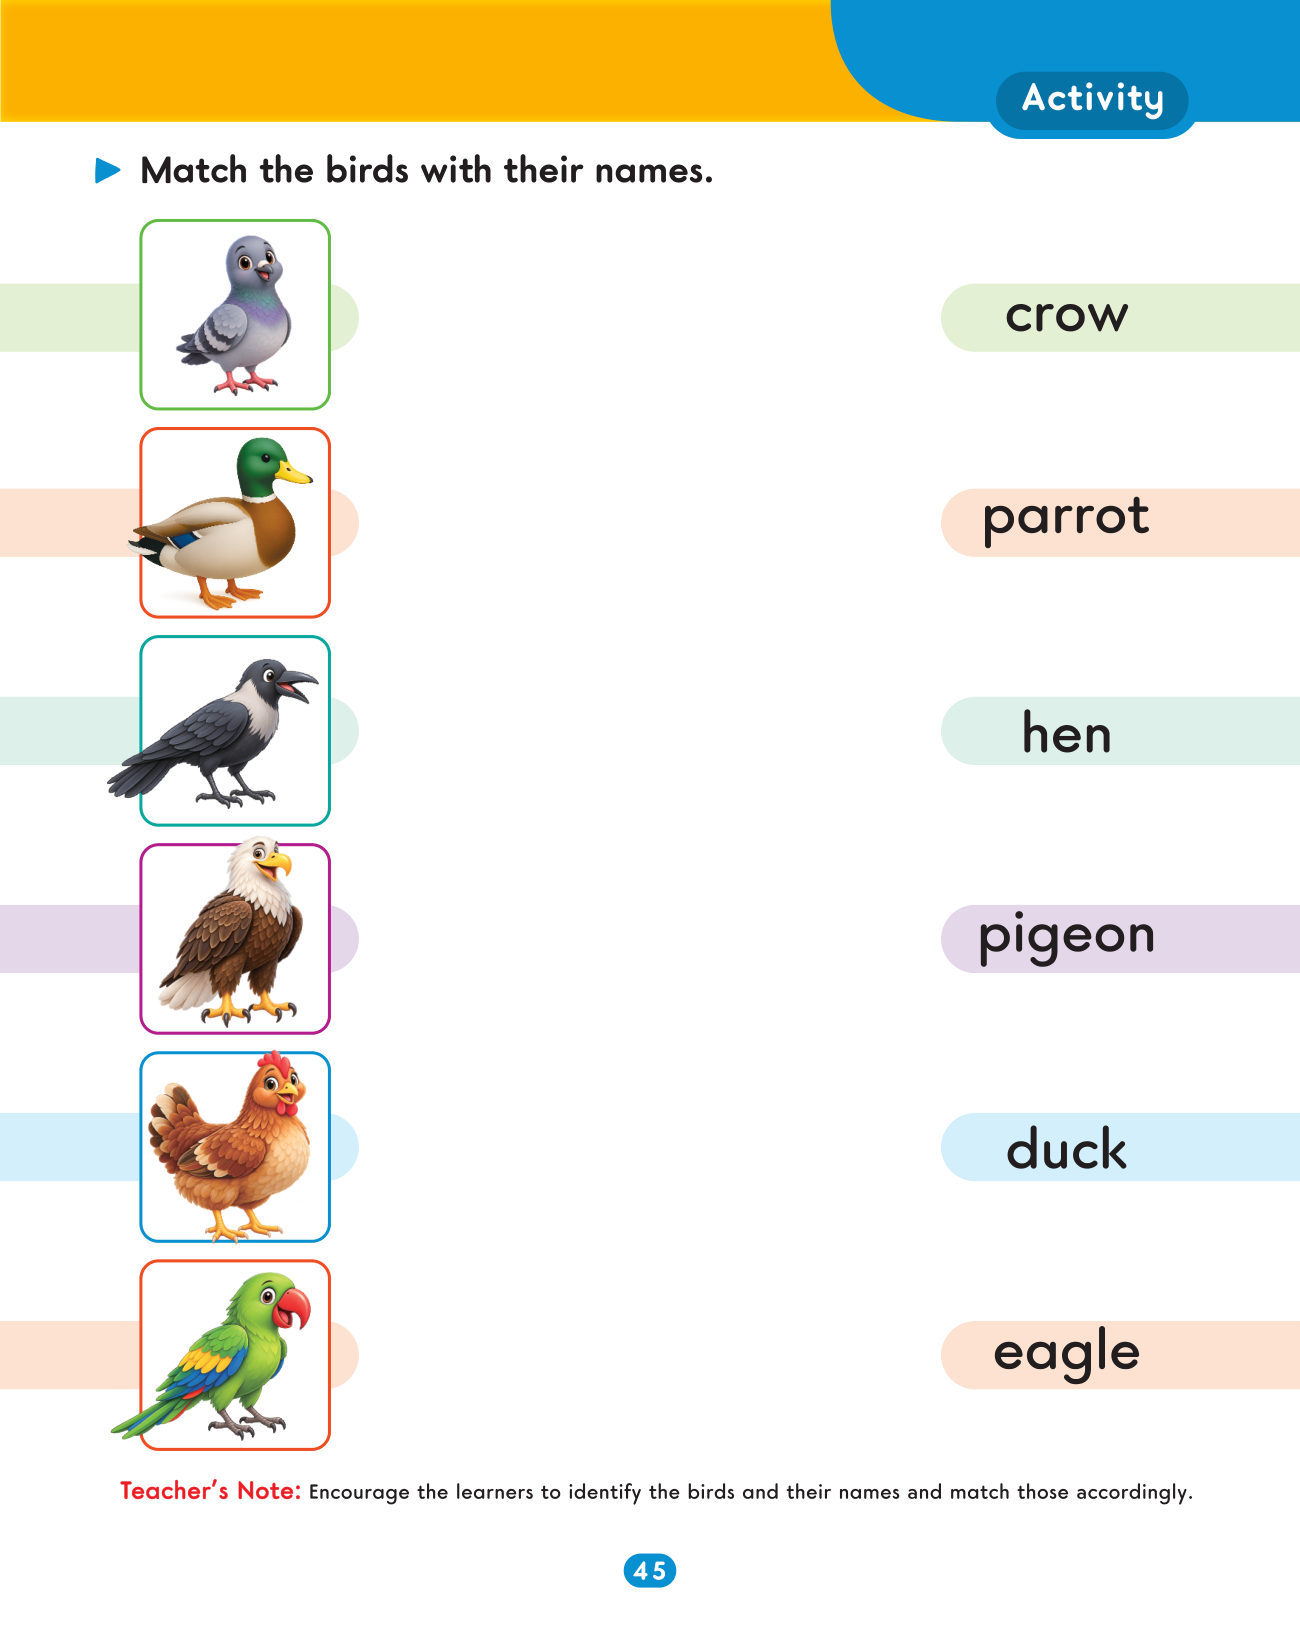 Activity
Match the birds with their names.
crow
parrot
hen
pigeon
duck
eagle
Teacher's Note: Encourage the learners to identify the birds and their names and match those accordingly.
45